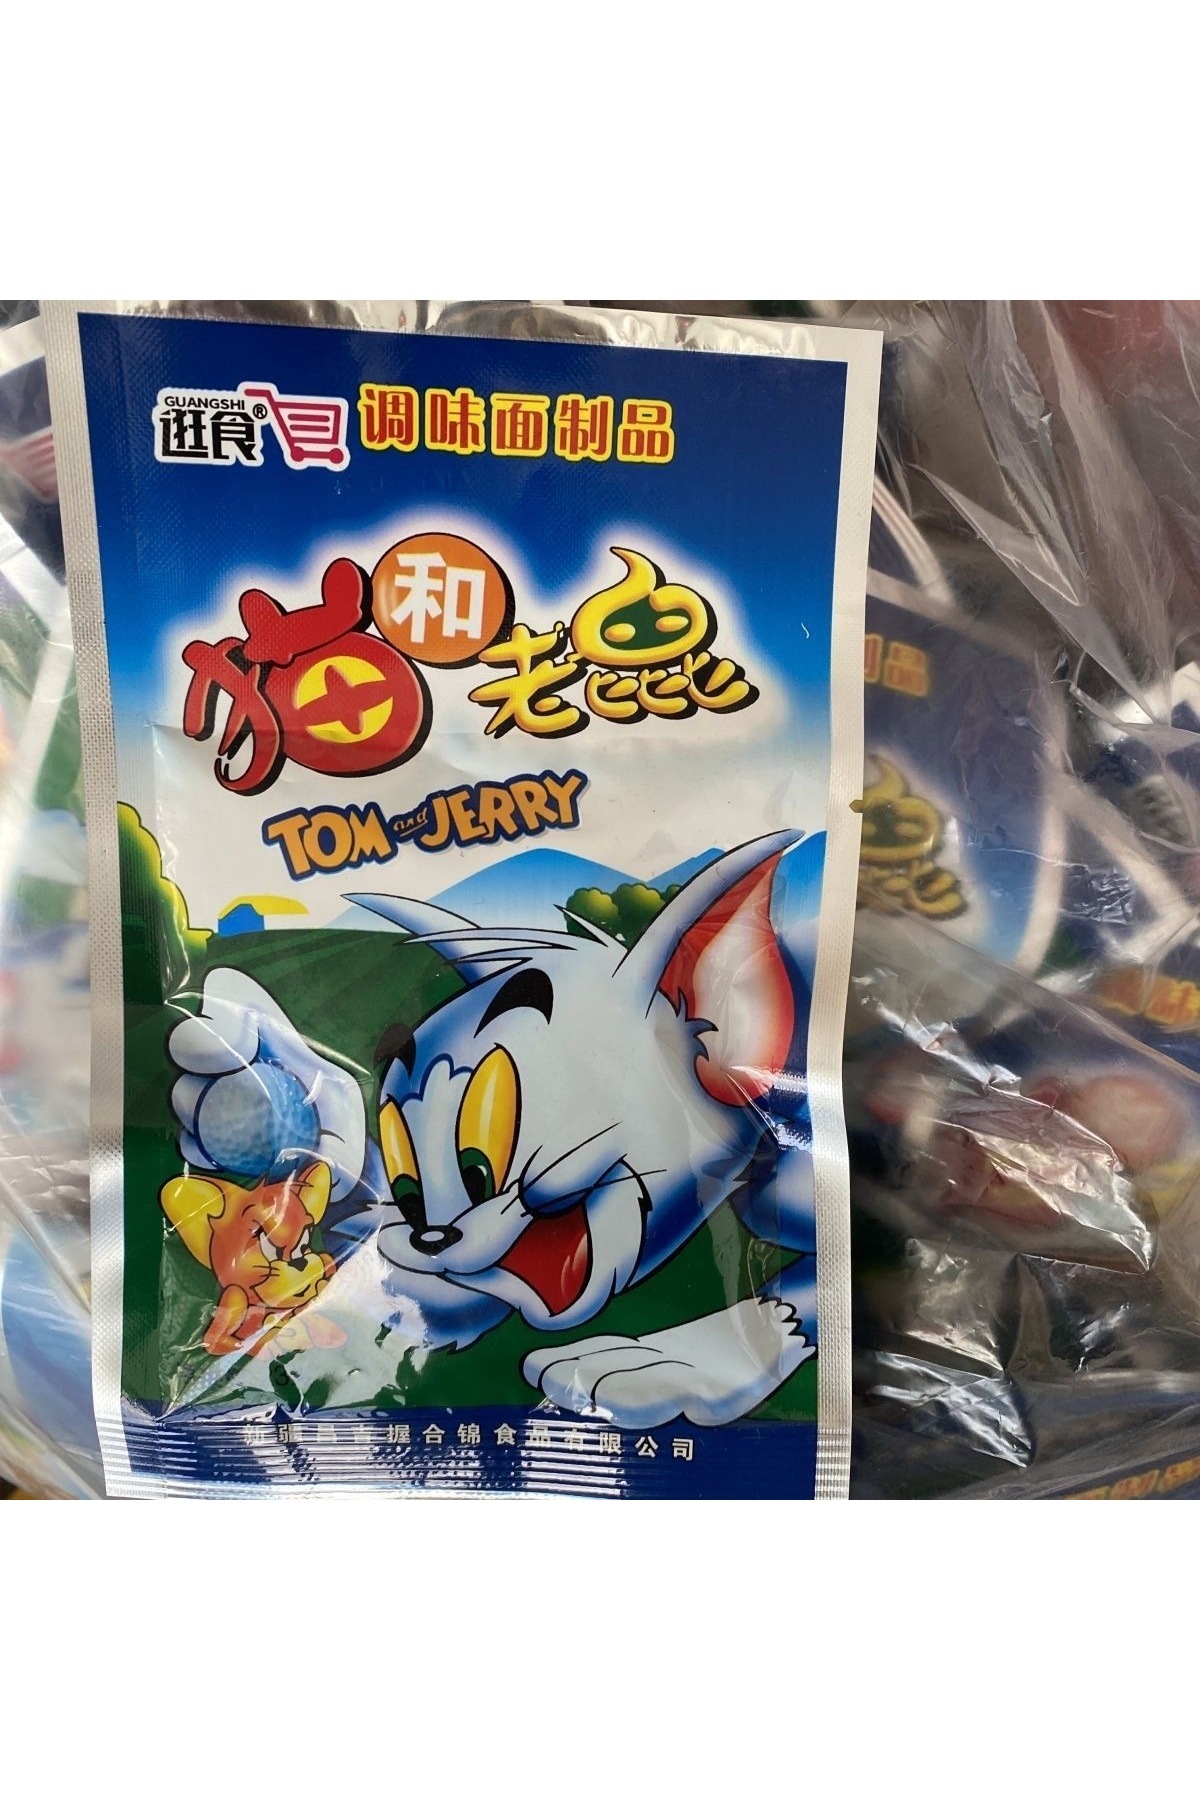 GUANGSHI
逛食® 调味面制品
猫和老鼠
TOM and JERRY
新疆昌吉握合锦食品有限公司